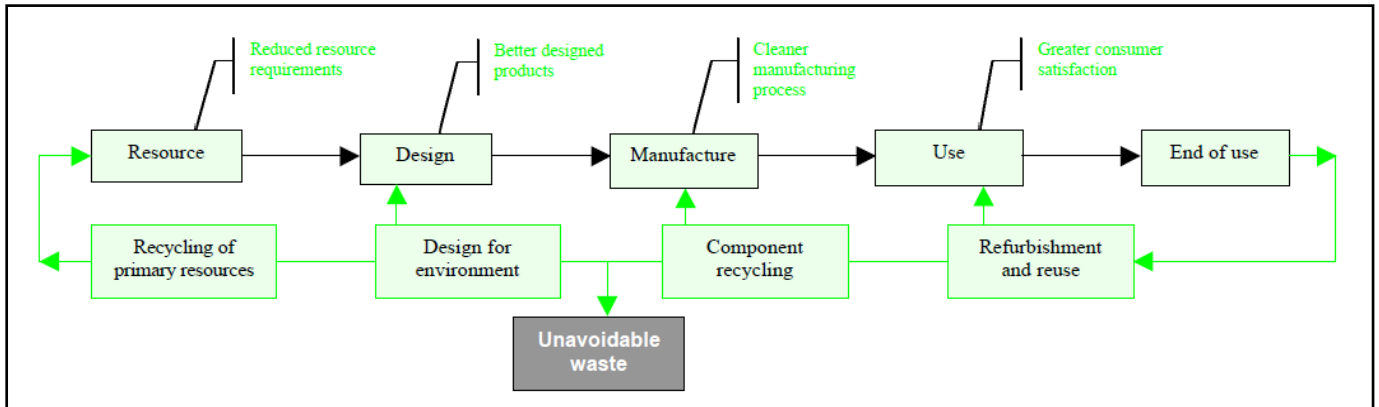 Reduced resource
requirements
Better designed
products
Cleaner
manufacturing
process
Greater consumer
satisfaction
Resource
Design
Manufacture
Use
End of use
Recycling of
primary resources
Design for
environment
Component
recycling
Refurbishment
and reuse
Unavoidable
waste